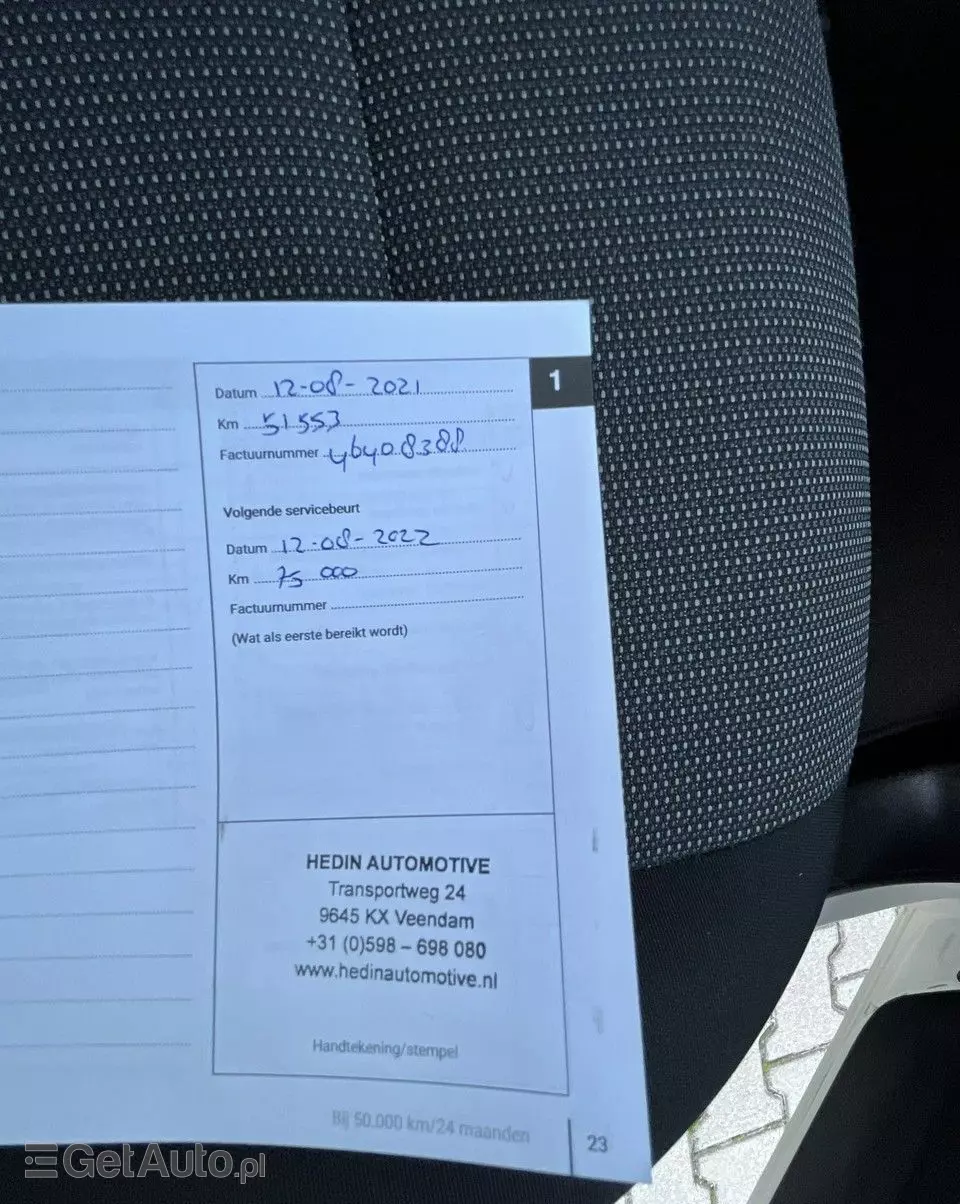 1
Datum 12-08-2021
Km 51553
Factuurnummer 46408388
Volgende servicebeurt
Datum 12-08-2022
Km 75 000
Factuurnummer
(Wat als eerste bereikt wordt)
HEDIN AUTOMOTIVE
Transportweg 24
9645 KX Veendam
+31 (0)598 – 698 080
www.hedinautomotive.nl
Handtekening/stempel
Bij 50.000 km/24 maanden
23
GetAuto.pl